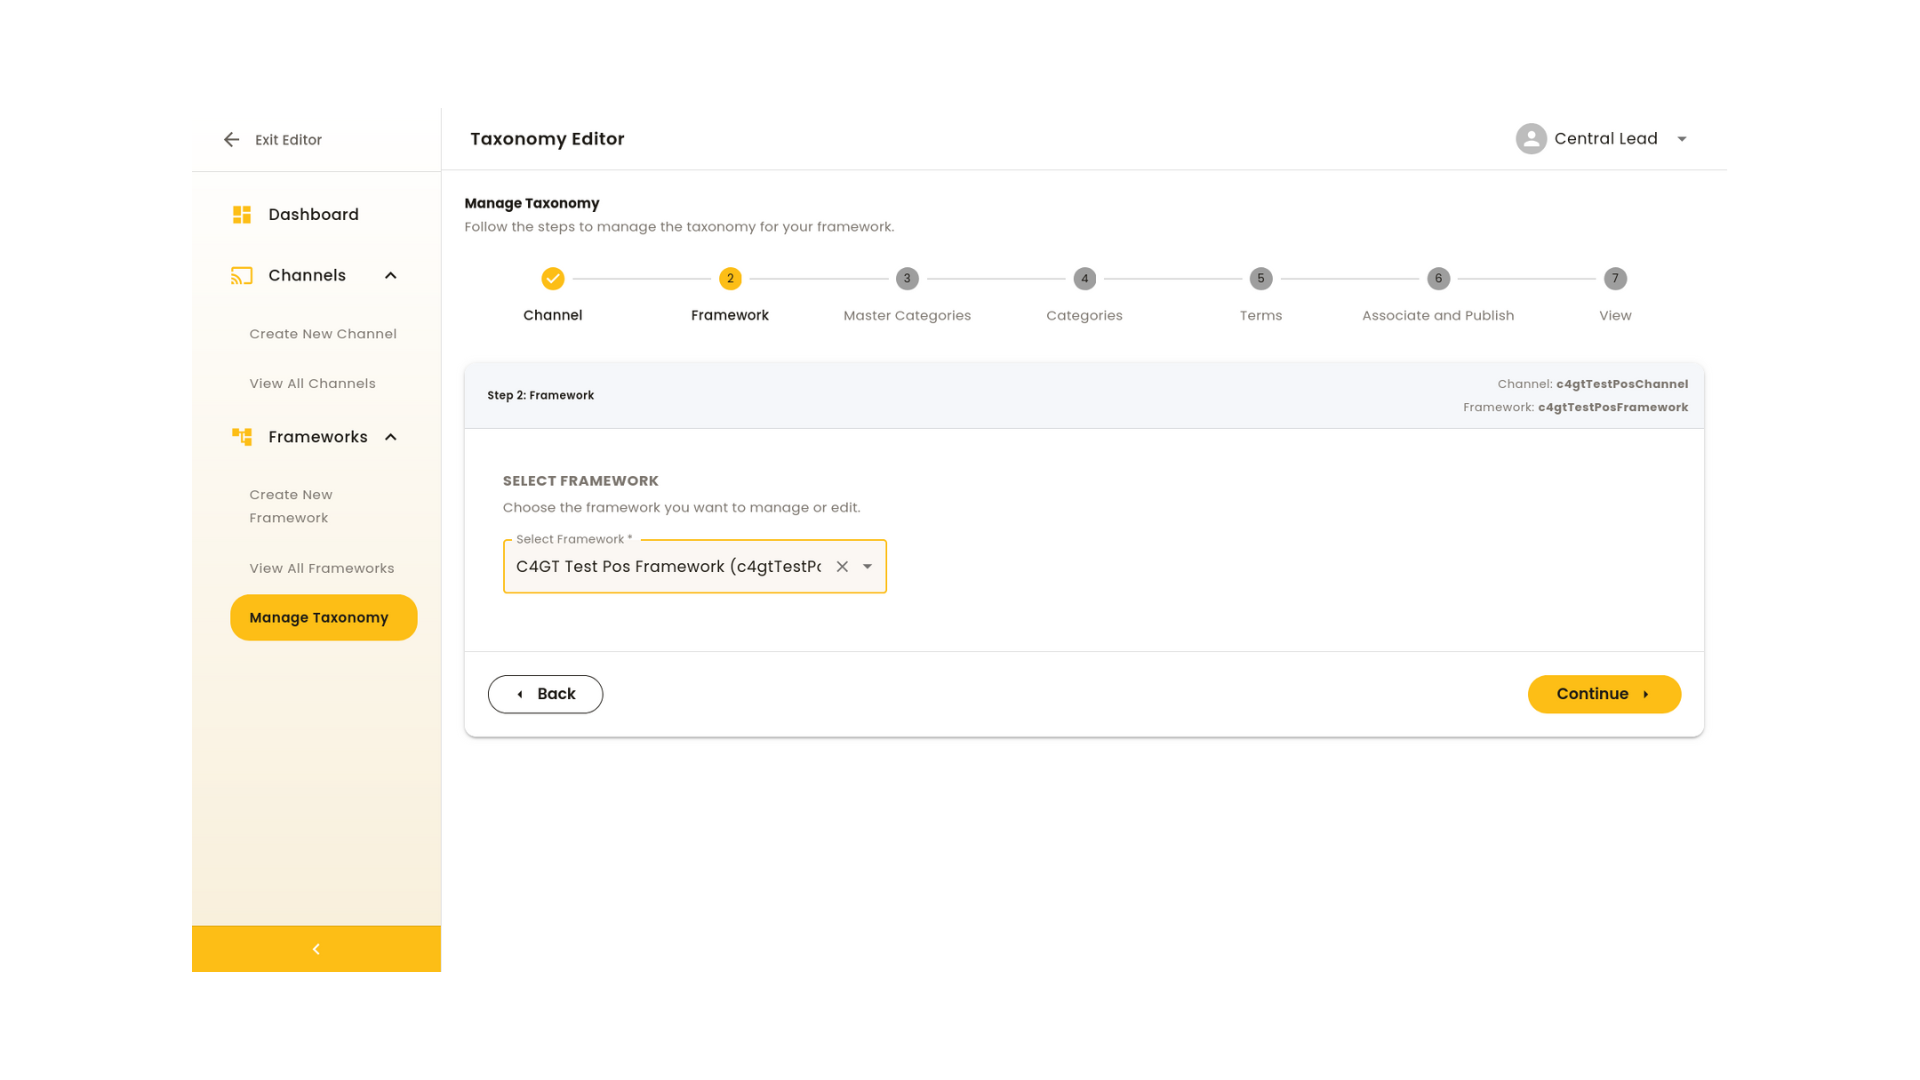 Exit Editor
Taxonomy Editor
Central Lead
Dashboard
Channels
Create New Channel
View All Channels
Frameworks
Create New
Framework
View All Frameworks
Manage Taxonomy
Manage Taxonomy
Follow the steps to manage the taxonomy for your framework.
2
3
4
5
6
7
Channel
Framework
Master Categories
Categories
Terms
Associate and Publish
View
Step 2: Framework
Channel: c4gtTestPosChannel
Framework: c4gtTestPosFramework
SELECT FRAMEWORK
Choose the framework you want to manage or edit.
Select Framework *
C4GT Test Pos Framework (c4gtTestPo
Back
Continue